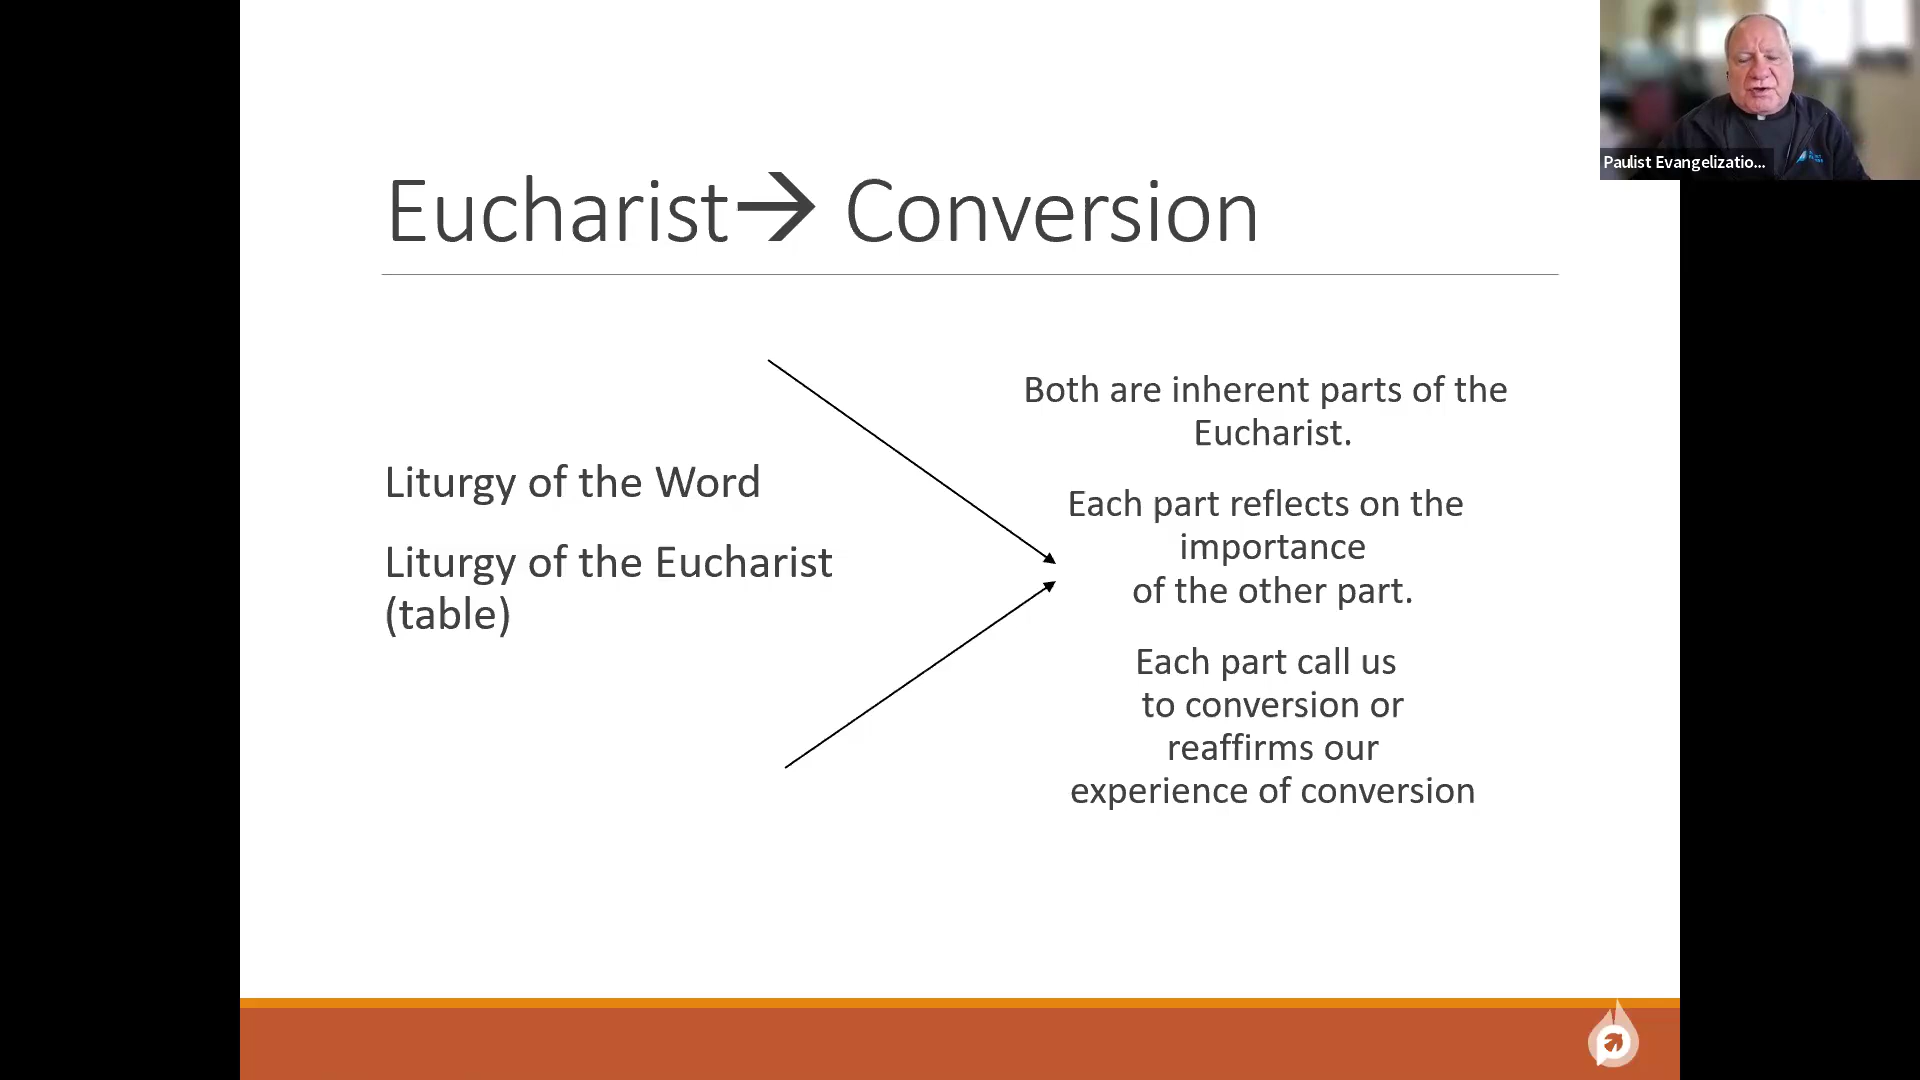 Paulist Evangelizatio...
Eucharist→ Conversion
Liturgy of the Word
Liturgy of the Eucharist
(table)
Both are inherent parts of the
Eucharist.
Each part reflects on the
importance
of the other part.
Each part call us
to conversion or
reaffirms our
experience of conversion